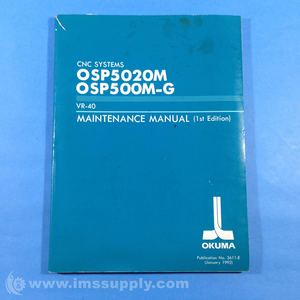 CNC SYSTEMS
OSP5020M
OSP500M-G
VR-40
MAINTENANCE MANUAL (1st Edition)
OKUMA
Publication No. 3611-E
(January 1992)
© www.imssupply.com